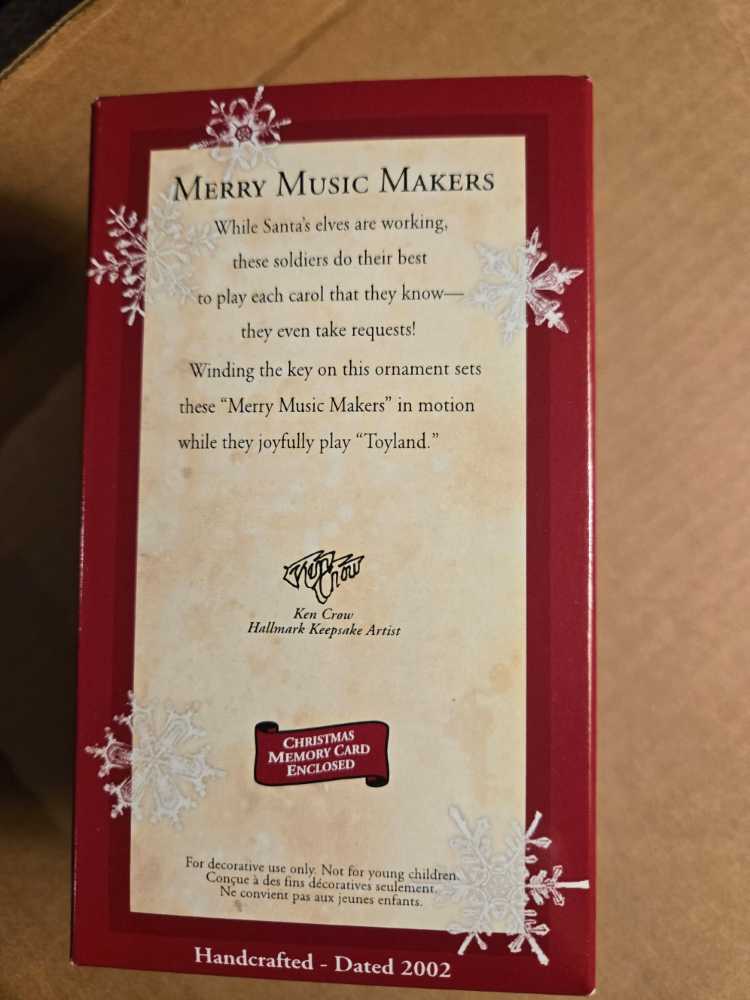 MERRY MUSIC MAKERS
While Santa's elves are working,
these soldiers do their best
to play each carol that they know—
they even take requests!
Winding the key on this ornament sets
these “Merry Music Makers” in motion
while they joyfully play “Toyland.”
Ken Crow
Ken Crow
Hallmark Keepsake Artist
CHRISTMAS
MEMORY CARD
ENCLOSED
For decorative use only. Not for young children.
Conçue à des fins décoratives seulement.
Ne convient pas aux jeunes enfants.
Handcrafted - Dated 2002